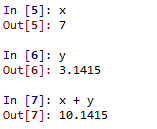 In [5]: x
Out[5]: 7
In [6]: y
Out[6]: 3.1415
In [7]: x + y
Out[7]: 10.1415